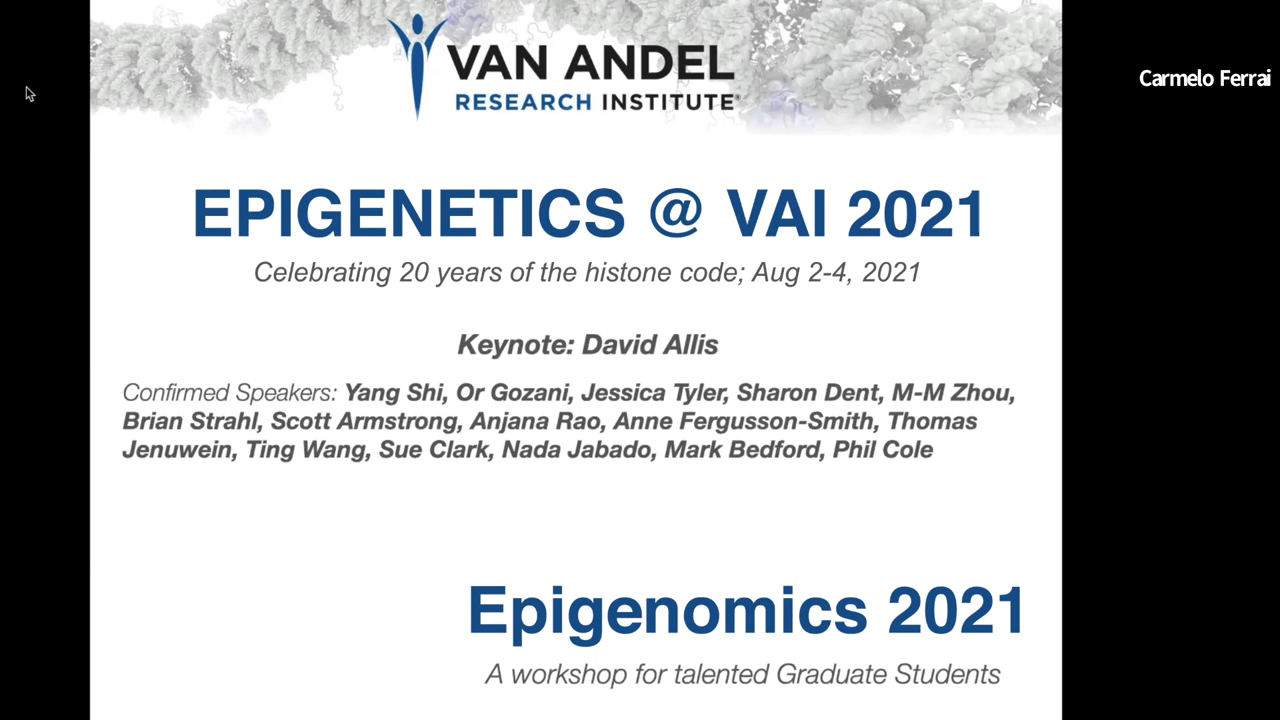 VAN ANDEL
RESEARCH INSTITUTE
Carmelo Ferrai
EPIGENETICS @ VAI 2021
Celebrating 20 years of the histone code; Aug 2-4, 2021
Keynote: David Allis
Confirmed Speakers: Yang Shi, Or Gozani, Jessica Tyler, Sharon Dent, M-M Zhou,
Brian Strahl, Scott Armstrong, Anjana Rao, Anne Fergusson-Smith, Thomas
Jenuwein, Ting Wang, Sue Clark, Nada Jabado, Mark Bedford, Phil Cole
Epigenomics 2021
A workshop for talented Graduate Students